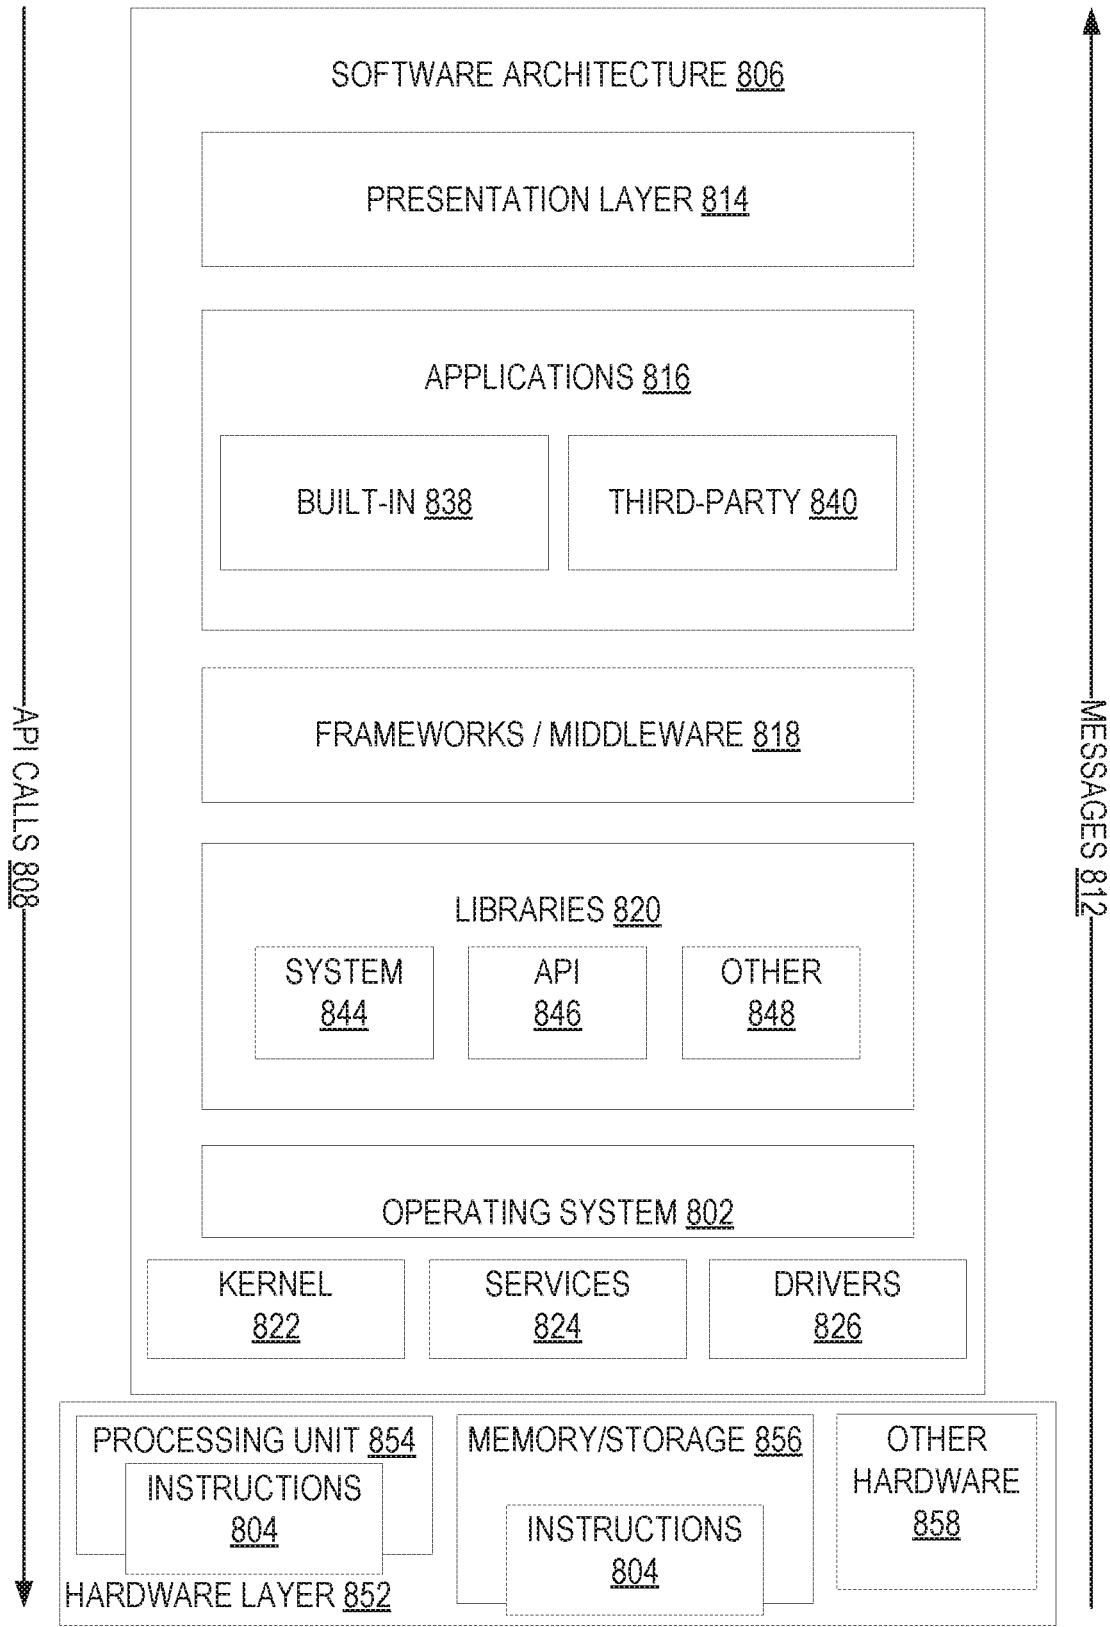 SOFTWARE ARCHITECTURE 806
PRESENTATION LAYER 814
APPLICATIONS 816
BUILT-IN 838
THIRD-PARTY 840
FRAMEWORKS / MIDDLEWARE 818
LIBRARIES 820
SYSTEM
844
API
846
OTHER
848
OPERATING SYSTEM 802
KERNEL
822
SERVICES
824
DRIVERS
826
PROCESSING UNIT 854
INSTRUCTIONS
804
MEMORY/STORAGE 856
INSTRUCTIONS
804
OTHER
HARDWARE
858
HARDWARE LAYER 852
API CALLS 808
MESSAGES 812